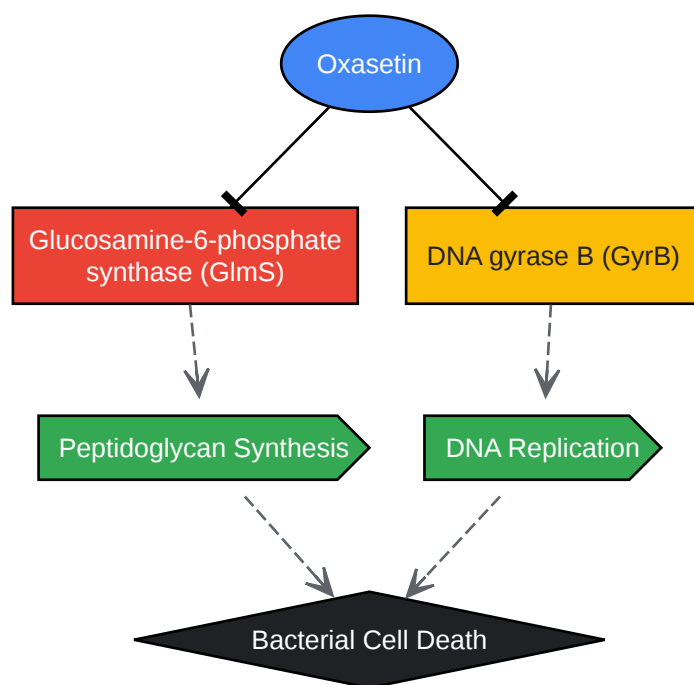 Oxasetin
Glucosamine-6-phosphate
synthase (GlmS)
DNA gyrase B (GyrB)
Peptidoglycan Synthesis
DNA Replication
Bacterial Cell Death